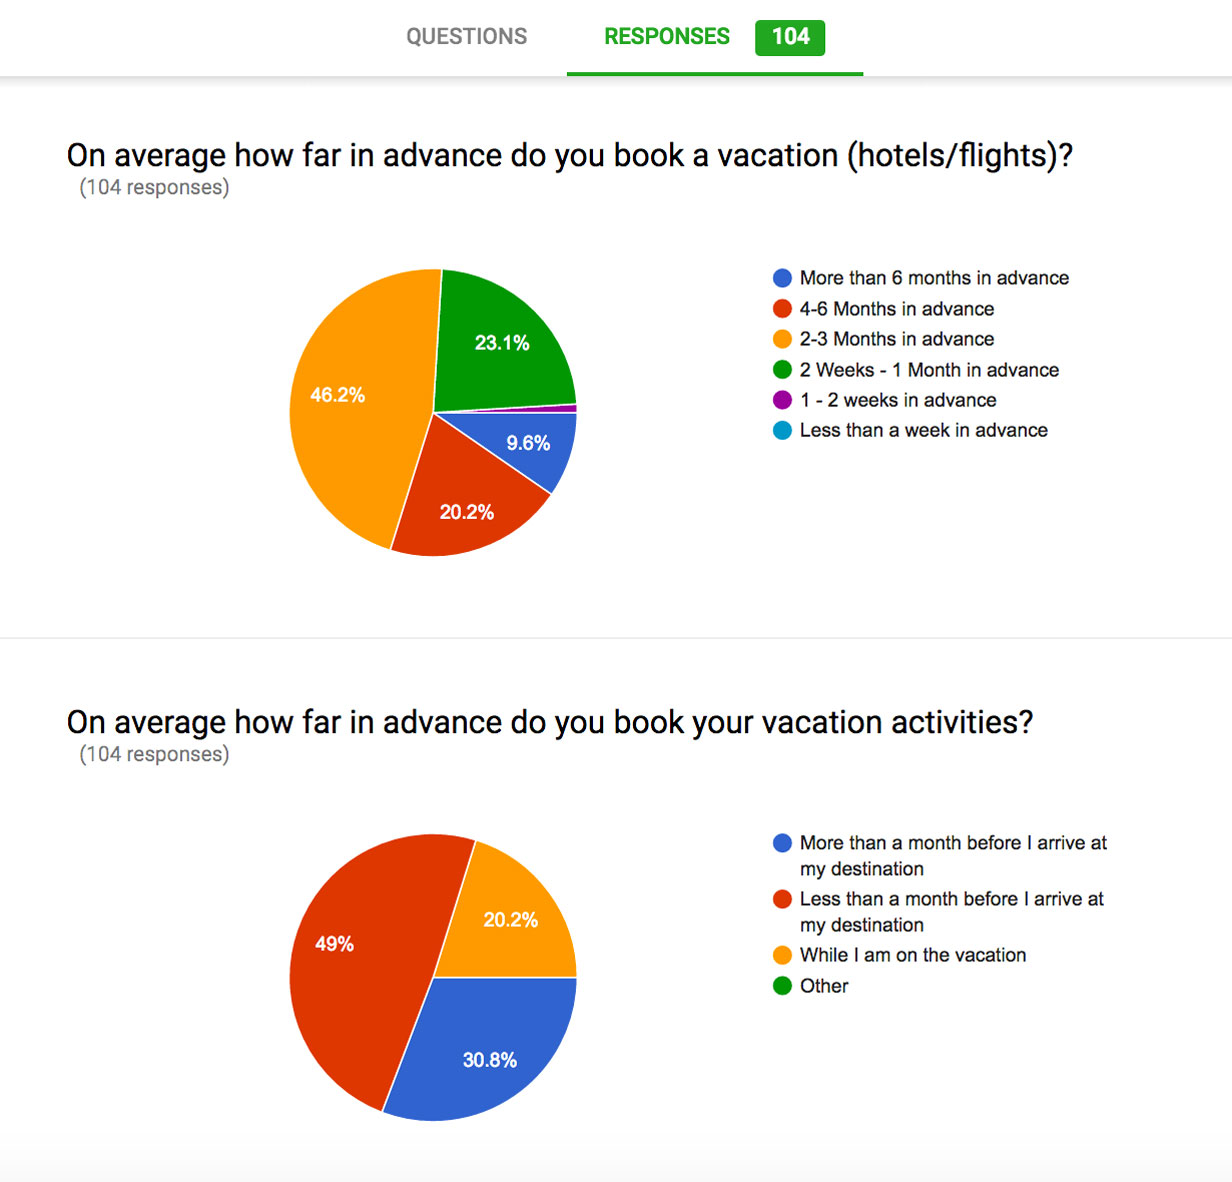 QUESTIONS RESPONSES 104
On average how far in advance do you book a vacation (hotels/flights)?
(104 responses)
23.1%
46.2%
9.6%
20.2%
More than 6 months in advance
4-6 Months in advance
2-3 Months in advance
2 Weeks - 1 Month in advance
1 - 2 weeks in advance
Less than a week in advance
On average how far in advance do you book your vacation activities?
(104 responses)
20.2%
49%
30.8%
More than a month before I arrive at
my destination
Less than a month before I arrive at
my destination
While I am on the vacation
Other